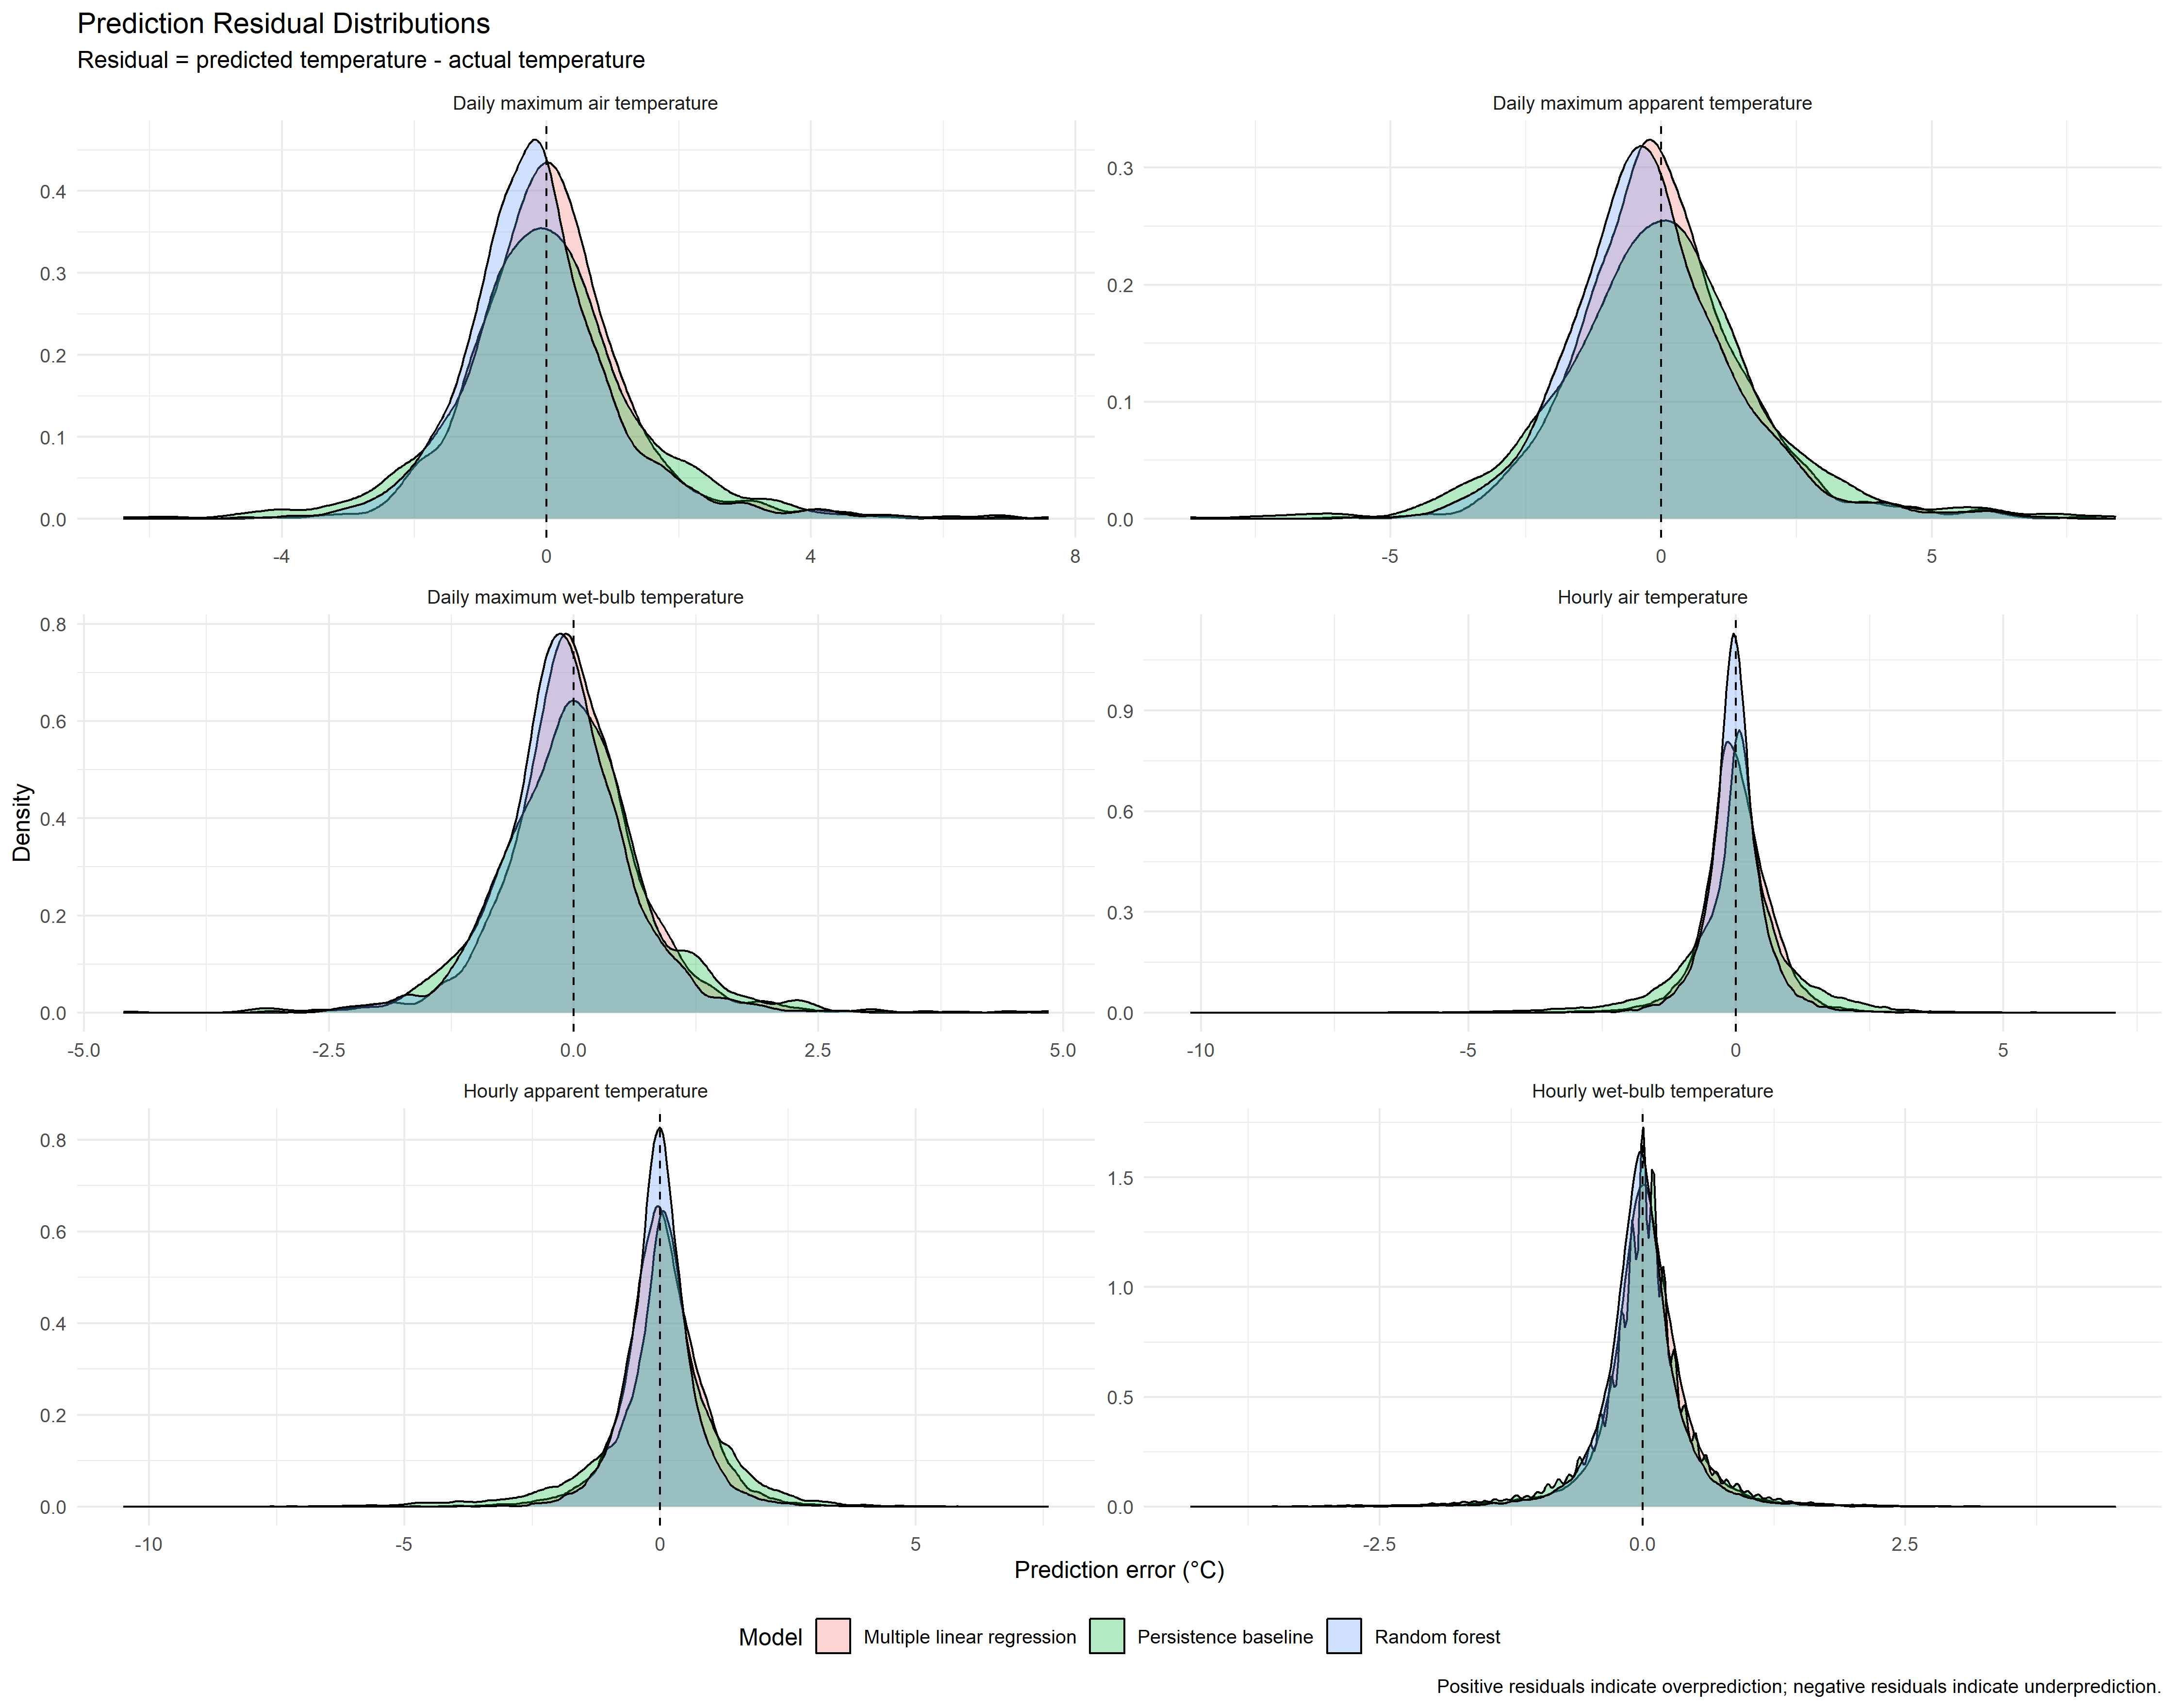 Prediction Residual Distributions
Residual = predicted temperature - actual temperature
Daily maximum air temperature
0.4
0.3
0.2
0.1
0.0
-4 0 4 8
Daily maximum apparent temperature
0.3
0.2
0.1
0.0
-5 0 5
Daily maximum wet-bulb temperature
0.8
0.6
0.4
0.2
0.0
-5.0 -2.5 0.0 2.5 5.0
Hourly air temperature
0.9
0.6
0.3
0.0
-10 -5 0 5
Hourly apparent temperature
0.8
0.6
0.4
0.2
0.0
-10 -5 0 5
Hourly wet-bulb temperature
1.5
1.0
0.5
0.0
-2.5 0.0 2.5
Density
Prediction error (°C)
Model Multiple linear regression Persistence baseline Random forest
Positive residuals indicate overprediction; negative residuals indicate underprediction.